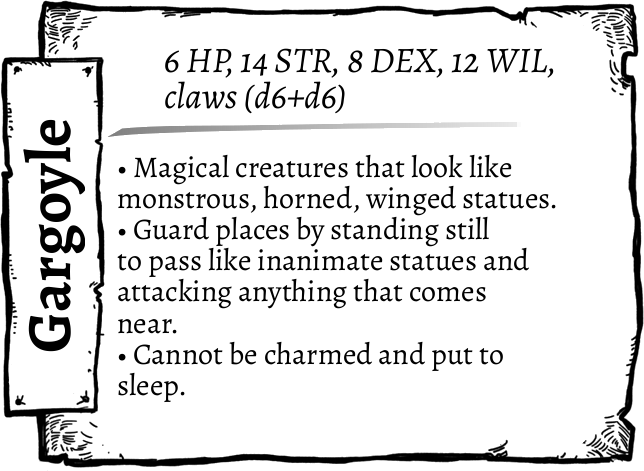 Gargoyle
6 HP, 14 STR, 8 DEX, 12 WIL,
claws (d6+d6)
• Magical creatures that look like
monstrous, horned, winged statues.
• Guard places by standing still
to pass like inanimate statues and
attacking anything that comes
near.
• Cannot be charmed and put to
sleep.